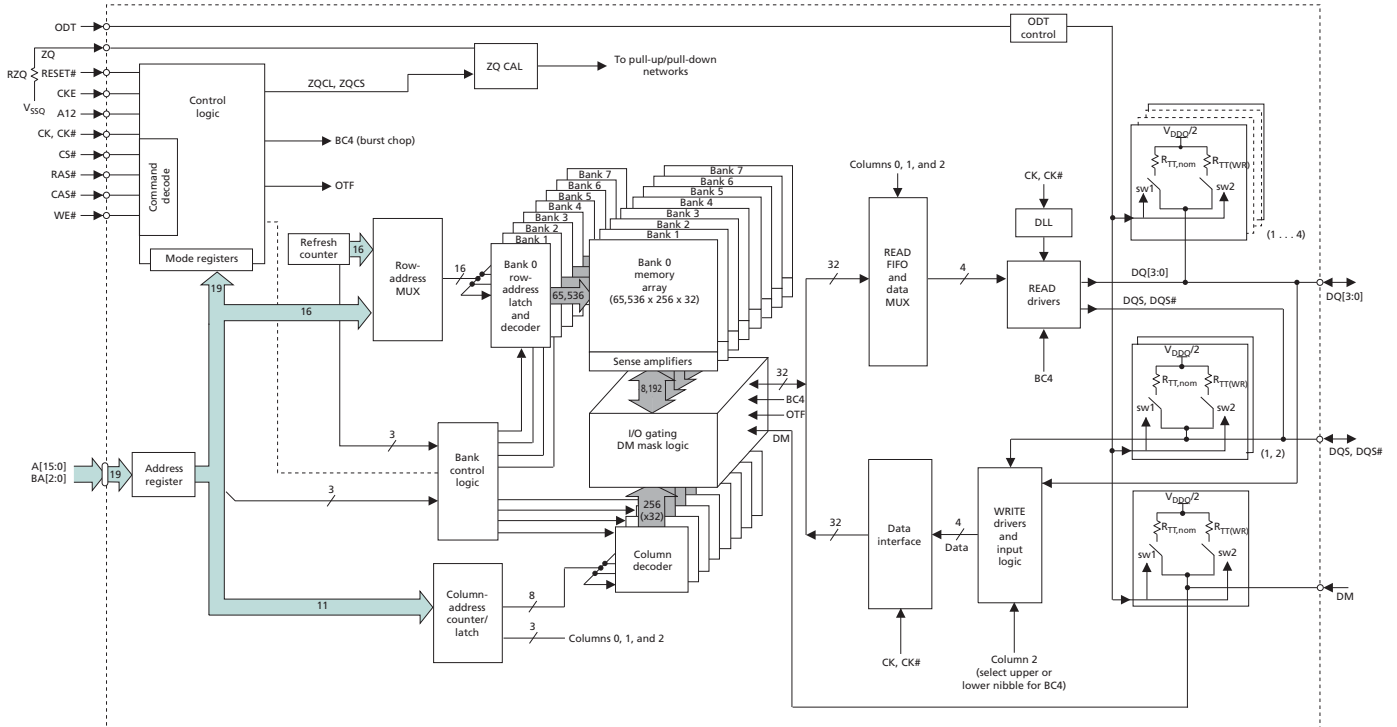 ODT
ODT
control
ZQ
RZQ
RESET#
ZQ CAL
To pull-up/pull-down
networks
ZQCL, ZQCS
CKE
VSSQ
A12
Control
logic
CK, CK#
BC4 (burst chop)
CS#
RAS#
OTF
CAS#
WE#
Command
decode
Mode registers
VDDQ/2
RTT,nom
RTT(WR)
sw1
sw2
(1 . . . 4)
Columns 0, 1, and 2
CK, CK#
DLL
Bank 7
Bank 6
Bank 5
Bank 4
Bank 3
Bank 2
Bank 1
Bank 7
Bank 6
Bank 5
Bank 4
Bank 3
Bank 2
Bank 1
Refresh
counter
16
Row-
address
MUX
16
Bank 0
row-
address
latch
and
decoder
65,536
Bank 0
memory
array
(65,536 x 256 x 32)
Sense amplifiers
8,192
32
READ
FIFO
and
data
MUX
4
READ
drivers
BC4
DQ[3:0]
DQ[3:0]
DQS, DQS#
19
16
32
BC4
OTF
DM
I/O gating
DM mask logic
VDDQ/2
RTT,nom
RTT(WR)
sw1
sw2
(1, 2)
DQS, DQS#
3
Bank
control
logic
3
A[15:0]
BA[2:0]
19
Address
register
256
(x32)
Column
decoder
32
Data
interface
4
Data
WRITE
drivers
and
input
logic
VDDQ/2
RTT,nom
RTT(WR)
sw1
sw2
DM
11
Column-
address
counter/
latch
8
3
Columns 0, 1, and 2
CK, CK#
Column 2
(select upper or
lower nibble for BC4)